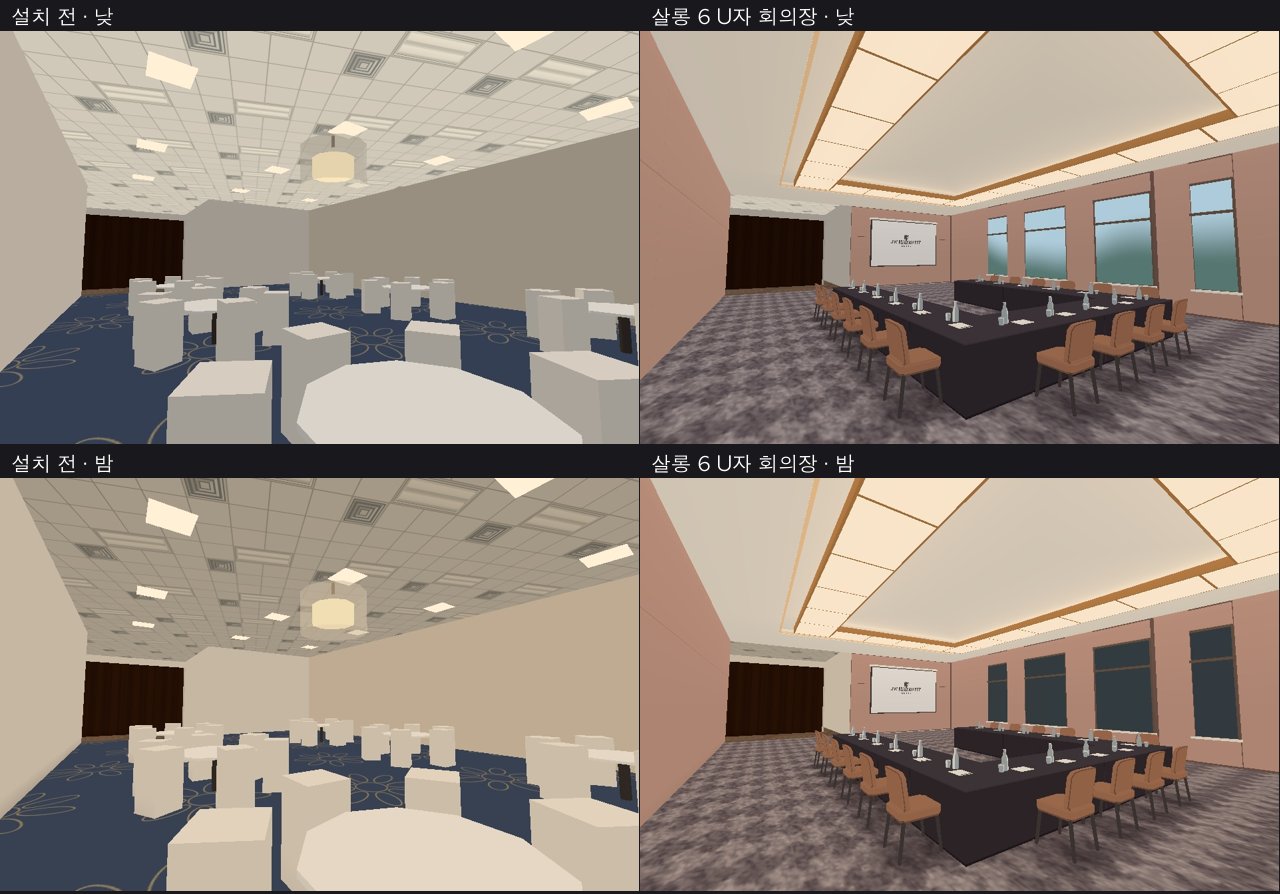 설치 전 · 낮
살롱 6 U자 회의장 · 낮
설치 전 · 밤
살롱 6 U자 회의장 · 밤